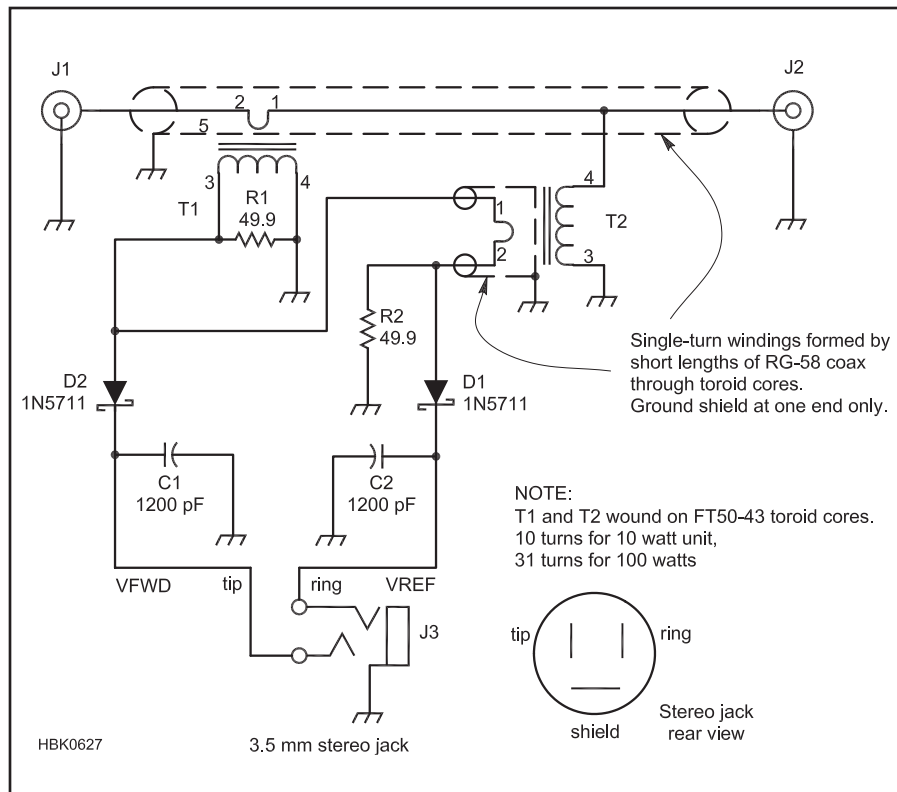 J1
J2
2
1
5
3
4
T1
R1
49.9
1
2
4
3
T2
R2
49.9
Single-turn windings formed by
short lengths of RG-58 coax
through toroid cores.
Ground shield at one end only.
D2
1N5711
D1
1N5711
C1
1200 pF
C2
1200 pF
NOTE:
T1 and T2 wound on FT50-43 toroid cores.
10 turns for 10 watt unit,
31 turns for 100 watts
VFWD
tip
ring
VREF
J3
tip
ring
shield
Stereo jack
rear view
HBK0627
3.5 mm stereo jack